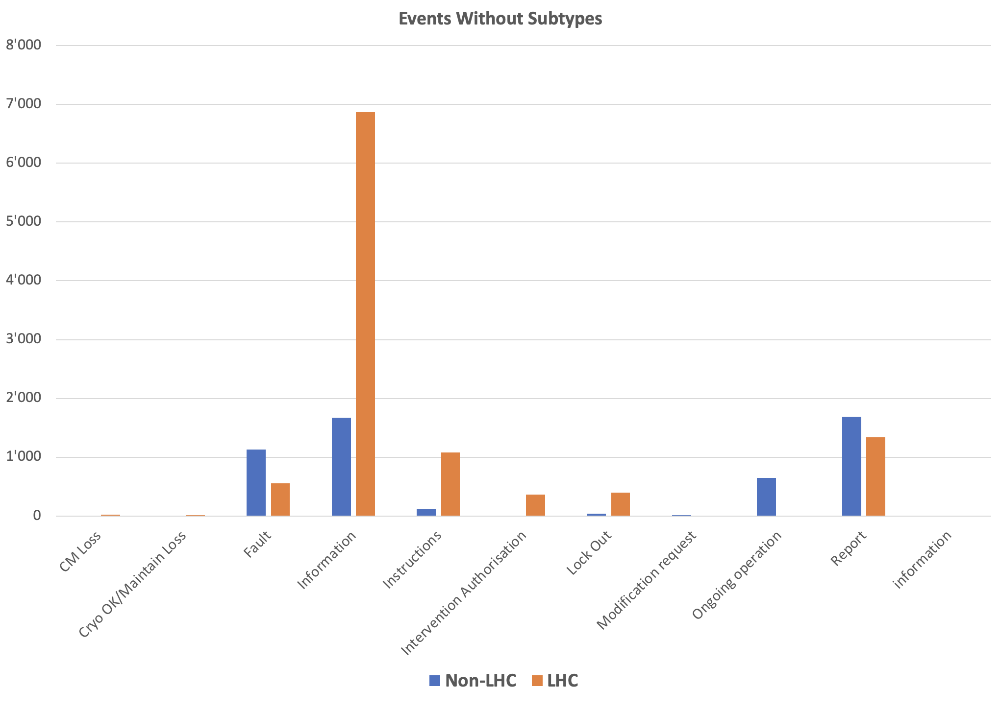 Events Without Subtypes
8'000
7'000
6'000
5'000
4'000
3'000
2'000
1'000
0
CM Loss
Cryo OK/Maintain Loss
Fault
Information
Instructions
Intervention Authorisation
Lock Out
Modification request
Ongoing operation
Report
information
Non-LHC
LHC